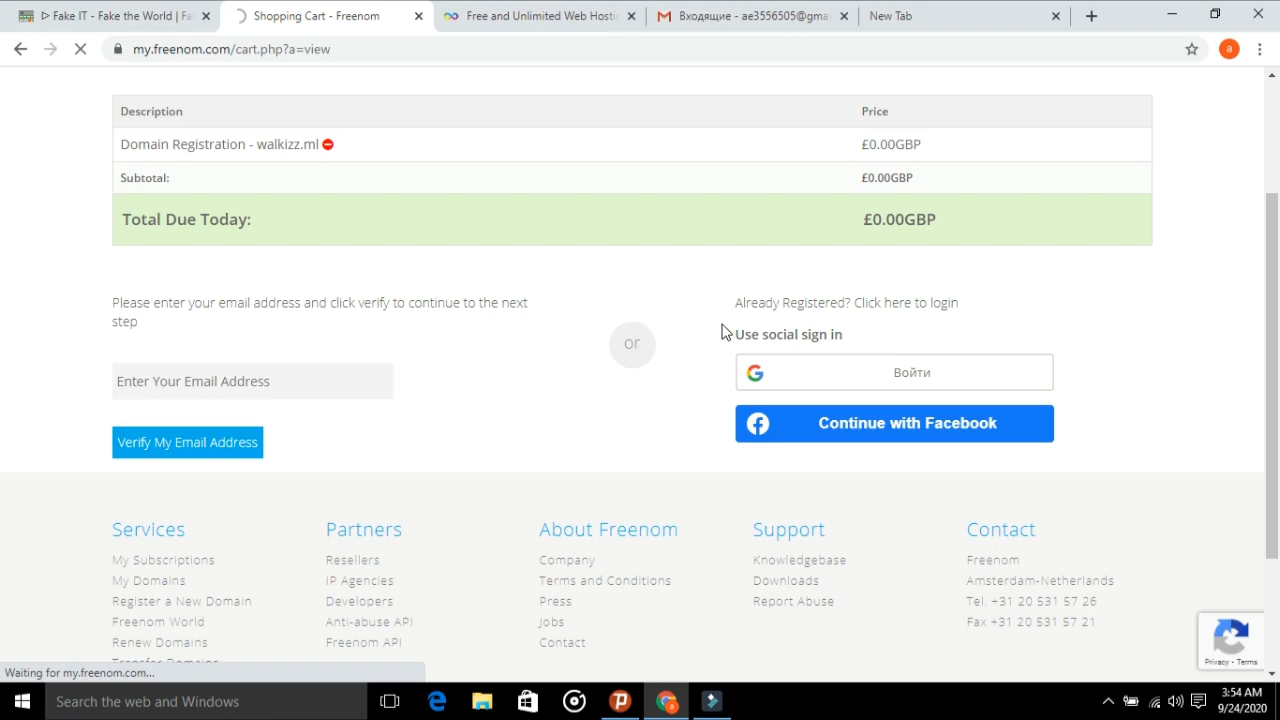 ᐅ Fake IT - Fake the World | Fa
Shopping Cart - Freenom
Free and Unlimited Web Hosti
Входящие - ae3556505@gma
New Tab
my.freenom.com/cart.php?a=view
a
Description Price
Domain Registration - walkizz.ml £0.00GBP
Subtotal: £0.00GBP
Total Due Today: £0.00GBP
Please enter your email address and click verify to continue to the next
step
Enter Your Email Address
Verify My Email Address
or
Already Registered? Click here to login
Use social sign in
Войти
Continue with Facebook
Services
My Subscriptions
My Domains
Register a New Domain
Freenom World
Renew Domains
Transfer Domains
Partners
Resellers
IP Agencies
Developers
Anti-abuse API
Freenom API
About Freenom
Company
Terms and Conditions
Press
Jobs
Contact
Support
Knowledgebase
Downloads
Report Abuse
Contact
Freenom
Amsterdam-Netherlands
Tel. +31 20 531 57 26
Fax +31 20 531 57 21
Privacy - Terms
Waiting for my.freenom.com...
Search the web and Windows
3:54 AM
9/24/2020